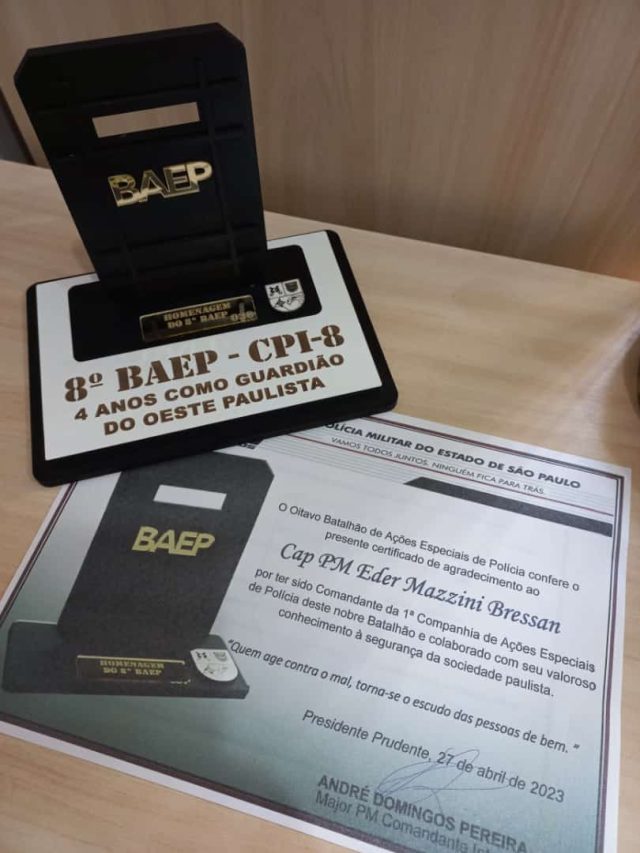 BAEP
HOMENAGEM
DO 8º BAEP
8º BAEP - CPI-8
4 ANOS COMO GUARDIÃO
DO OESTE PAULISTA
POLÍCIA MILITAR DO ESTADO DE SÃO PAULO
VAMOS TODOS JUNTOS, NINGUÉM FICA PARA TRÁS.
BAEP
HOMENAGEM
DO 8º BAEP
O Oitavo Batalhão de Ações Especiais de Polícia confere o
presente certificado de agradecimento ao
Cap PM Eder Mazzini Bressan
por ter sido Comandante da 1ª Companhia de Ações Especiais
de Polícia deste nobre Batalhão e colaborado com seu valoroso
conhecimento à segurança da sociedade paulista.
"Quem age contra o mal, torna-se o escudo das pessoas de bem. "
Presidente Prudente, 27 de abril de 2023
ANDRÉ DOMINGOS PEREIRA
Major PM Comandante